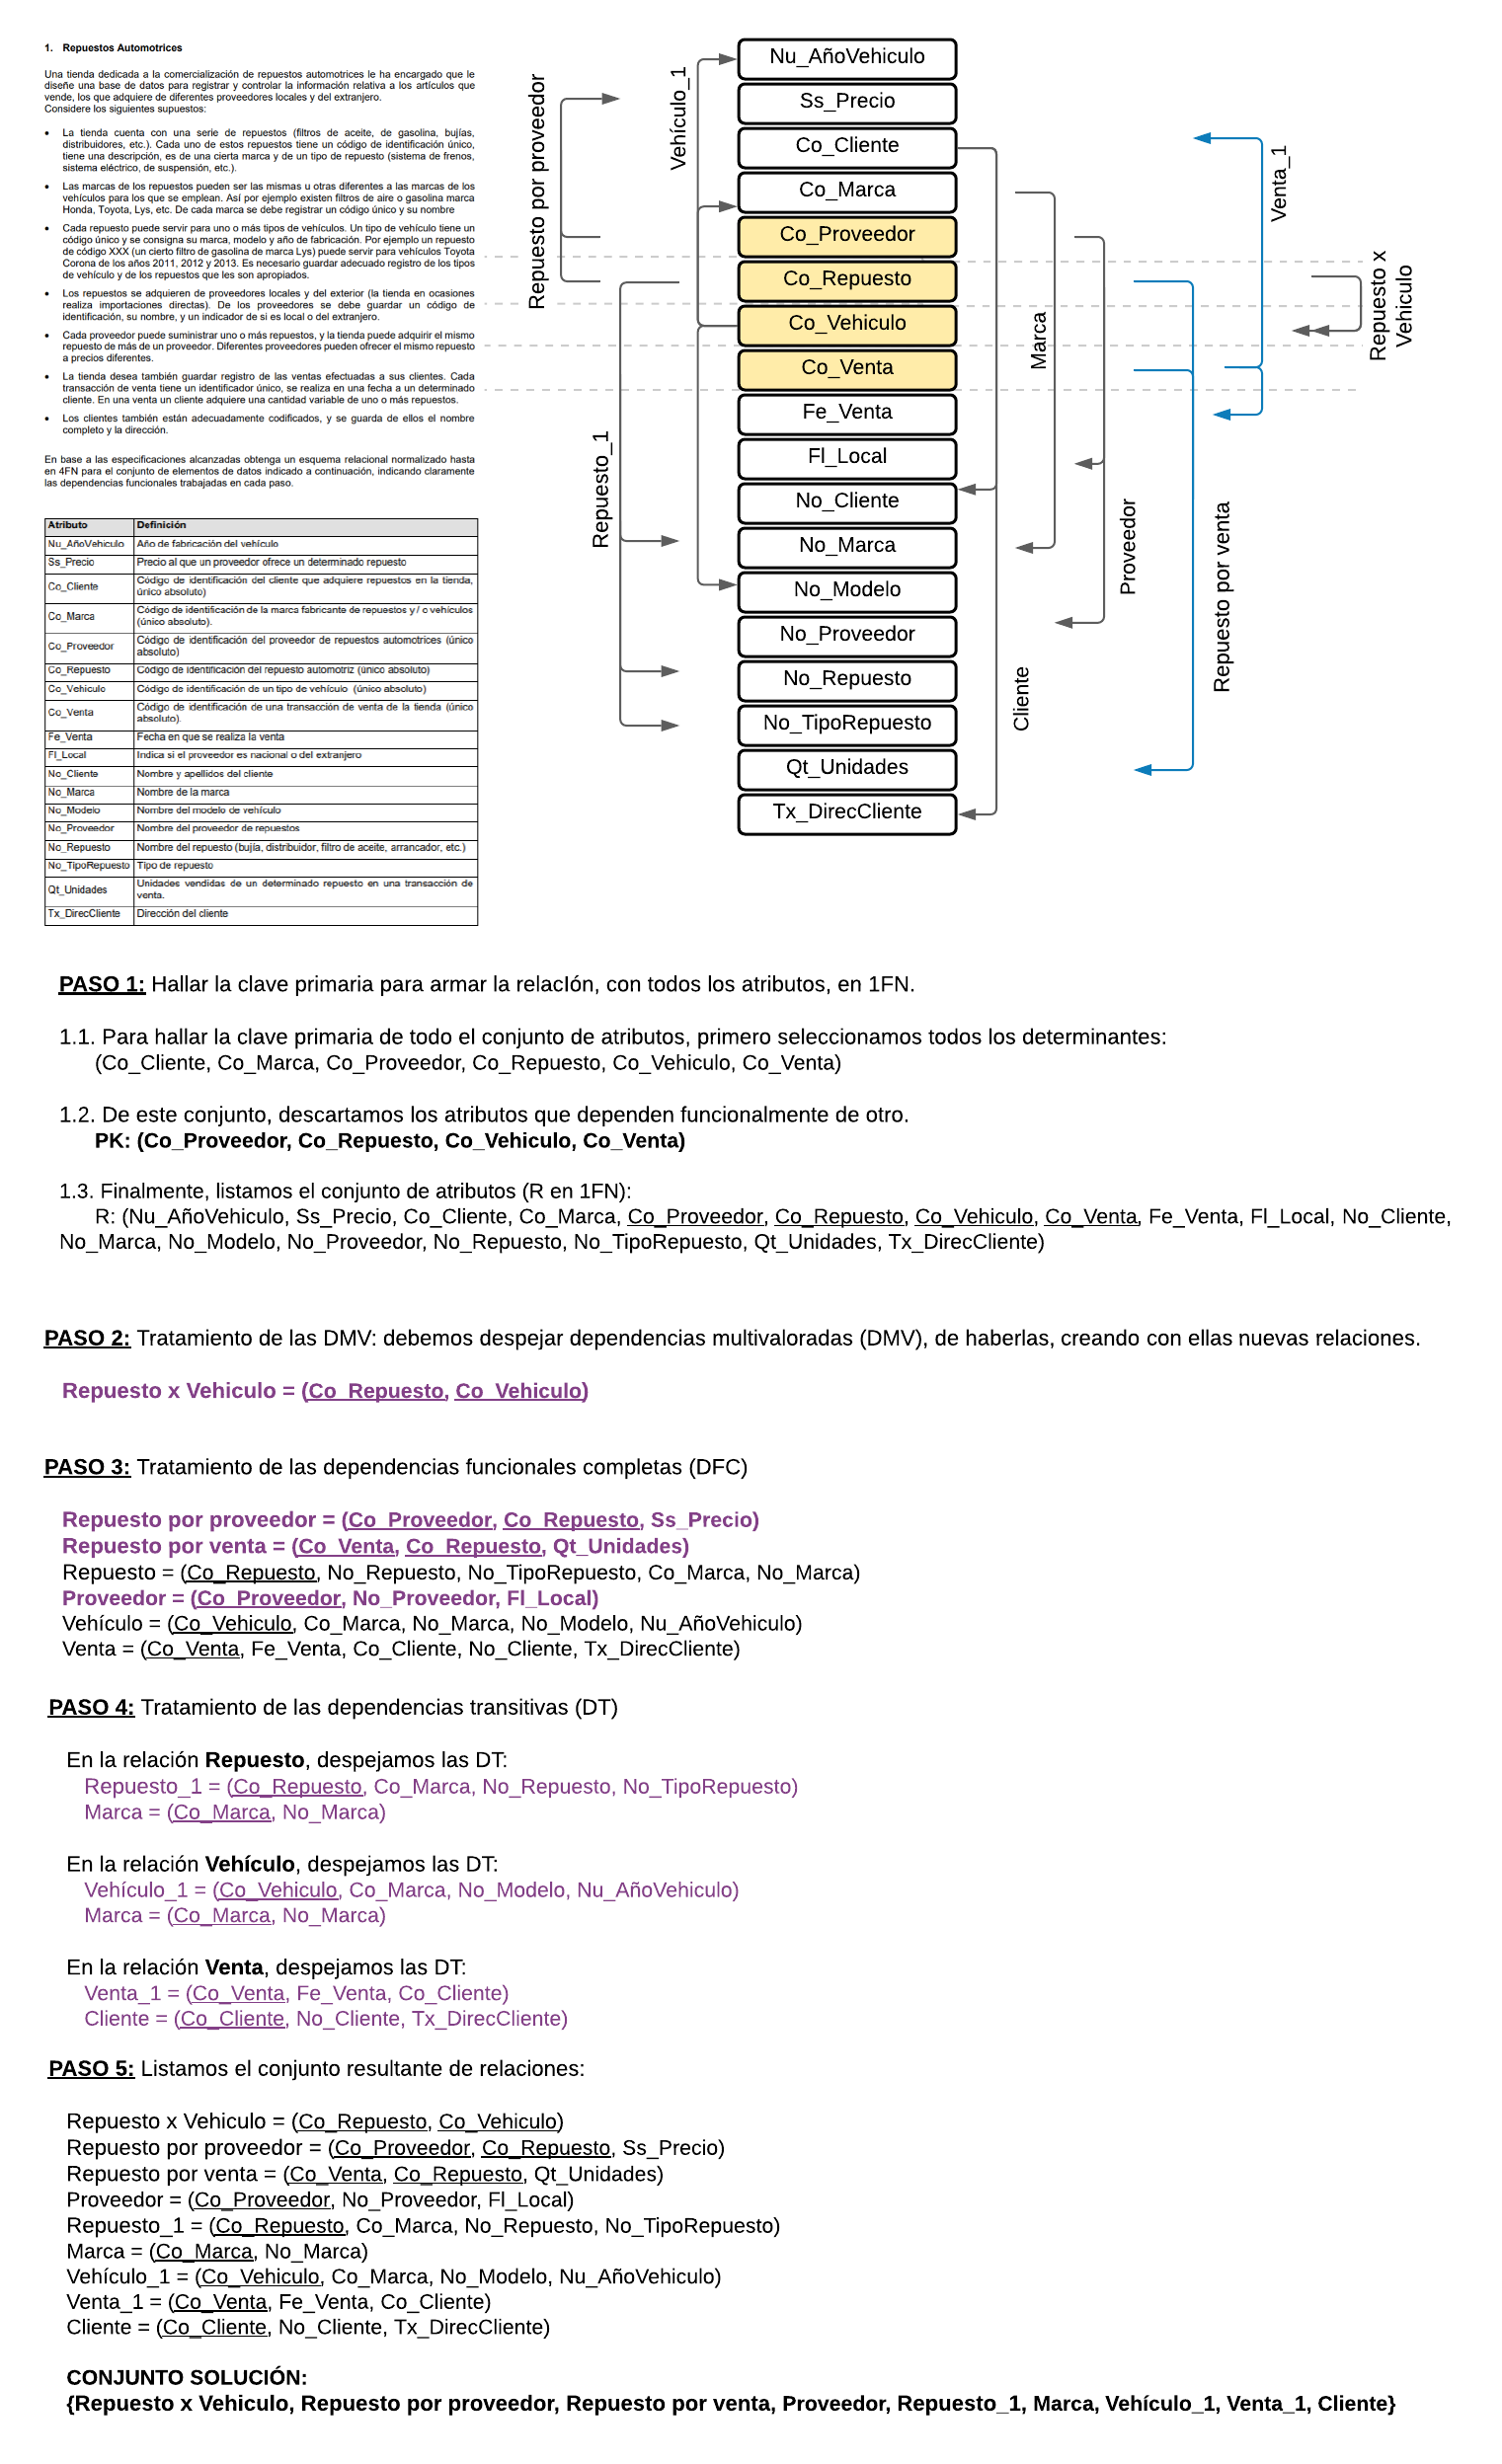 1. Repuestos Automotrices
Una tienda dedicada a la comercialización de repuestos automotrices le ha encargado que le
diseñe una base de datos para registrar y controlar la información relativa a los artículos que
vende, los que adquiere de diferentes proveedores locales y del extranjero.
Considere los siguientes supuestos:
• La tienda cuenta con una serie de repuestos (filtros de aceite, de gasolina, bujías,
distribuidores, etc.). Cada uno de estos repuestos tiene un código de identificación único,
tiene una descripción, es de una cierta marca y de un tipo de repuesto (sistema de frenos,
sistema eléctrico, de suspensión, etc.).
• Las marcas de los repuestos pueden ser las mismas u otras diferentes a las marcas de los
vehículos para los que se emplean. Así por ejemplo existen filtros de aire o gasolina marca
Honda, Toyota, Lys, etc. De cada marca se debe registrar un código único y su nombre
• Cada repuesto puede servir para uno o más tipos de vehículos. Un tipo de vehículo tiene un
código único y se consigna su marca, modelo y año de fabricación. Por ejemplo un repuesto
de código XXX (un cierto filtro de gasolina de marca Lys) puede servir para vehículos Toyota
Corona de los años 2011, 2012 y 2013. Es necesario guardar adecuado registro de los tipos
de vehículo y de los repuestos que les son apropiados.
• Los repuestos se adquieren de proveedores locales y del exterior (la tienda en ocasiones
realiza importaciones directas). De los proveedores se debe guardar un código de
identificación, su nombre, y un indicador de si es local o del extranjero.
• Cada proveedor puede suministrar uno o más repuestos, y la tienda puede adquirir el mismo
repuesto de más de un proveedor. Diferentes proveedores pueden ofrecer el mismo repuesto
a precios diferentes.
• La tienda desea también guardar registro de las ventas efectuadas a sus clientes. Cada
transacción de venta tiene un identificador único, se realiza en una fecha a un determinado
cliente. En una venta un cliente adquiere una cantidad variable de uno o más repuestos.
• Los clientes también están adecuadamente codificados, y se guarda de ellos el nombre
completo y la dirección.
En base a las especificaciones alcanzadas obtenga un esquema relacional normalizado hasta
en 4FN para el conjunto de elementos de datos indicado a continuación, indicando claramente
las dependencias funcionales trabajadas en cada paso.
Atributo Definición
Nu_AñoVehiculo Año de fabricación del vehículo
Ss_Precio Precio al que un proveedor ofrece un determinado repuesto
Co_Cliente Código de identificación del cliente que adquiere repuestos en la tienda,
único absoluto)
Co_Marca Código de identificación de la marca fabricante de repuestos y/ o vehículos
(único absoluto).
Co_Proveedor Código de identificación del proveedor de repuestos automotrices (único
absoluto)
Co_Repuesto Código de identificación del repuesto automotriz (único absoluto)
Co_Vehiculo Código de identificación de un tipo de vehículo (único absoluto)
Co_Venta Código de identificación de una transacción de venta de la tienda (único
absoluto).
Fe_Venta Fecha en que se realiza la venta
Fl_Local Indica si el proveedor es nacional o del extranjero
No_Cliente Nombre y apellidos del cliente
No_Marca Nombre de la marca
No_Modelo Nombre del modelo de vehículo
No_Proveedor Nombre del proveedor de repuestos
No_Repuesto Nombre del repuesto (bujía, distribuidor, filtro de aceite, arrancador, etc.)
No_TipoRepuesto Tipo de repuesto
Qt_Unidades Unidades vendidas de un determinado repuesto en una transacción de
venta.
Tx_DirecCliente Dirección del cliente
Repuesto por proveedor
Repuesto_1
Vehículo_1
Nu_AñoVehiculo
Ss_Precio
Co_Cliente
Co_Marca
Co_Proveedor
Co_Repuesto
Co_Vehiculo
Co_Venta
Fe_Venta
Fl_Local
No_Cliente
No_Marca
No_Modelo
No_Proveedor
No_Repuesto
No_TipoRepuesto
Qt_Unidades
Tx_DirecCliente
Cliente
Marca
Proveedor
Repuesto por venta
Venta_1
Repuesto x
Vehiculo
PASO 1: Hallar la clave primaria para armar la relacIón, con todos los atributos, en 1FN.
1.1. Para hallar la clave primaria de todo el conjunto de atributos, primero seleccionamos todos los determinantes:
(Co_Cliente, Co_Marca, Co_Proveedor, Co_Repuesto, Co_Vehiculo, Co_Venta)
1.2. De este conjunto, descartamos los atributos que dependen funcionalmente de otro.
PK: (Co_Proveedor, Co_Repuesto, Co_Vehiculo, Co_Venta)
1.3. Finalmente, listamos el conjunto de atributos (R en 1FN):
R: (Nu_AñoVehiculo, Ss_Precio, Co_Cliente, Co_Marca, Co_Proveedor, Co_Repuesto, Co_Vehiculo, Co_Venta, Fe_Venta, Fl_Local, No_Cliente,
No_Marca, No_Modelo, No_Proveedor, No_Repuesto, No_TipoRepuesto, Qt_Unidades, Tx_DirecCliente)
PASO 2: Tratamiento de las DMV: debemos despejar dependencias multivaloradas (DMV), de haberlas, creando con ellas nuevas relaciones.
Repuesto x Vehiculo = (Co_Repuesto, Co_Vehiculo)
PASO 3: Tratamiento de las dependencias funcionales completas (DFC)
Repuesto por proveedor = (Co_Proveedor, Co_Repuesto, Ss_Precio)
Repuesto por venta = (Co_Venta, Co_Repuesto, Qt_Unidades)
Repuesto = (Co_Repuesto, No_Repuesto, No_TipoRepuesto, Co_Marca, No_Marca)
Proveedor = (Co_Proveedor, No_Proveedor, Fl_Local)
Vehículo = (Co_Vehiculo, Co_Marca, No_Marca, No_Modelo, Nu_AñoVehiculo)
Venta = (Co_Venta, Fe_Venta, Co_Cliente, No_Cliente, Tx_DirecCliente)
PASO 4: Tratamiento de las dependencias transitivas (DT)
En la relación Repuesto, despejamos las DT:
Repuesto_1 = (Co_Repuesto, Co_Marca, No_Repuesto, No_TipoRepuesto)
Marca = (Co_Marca, No_Marca)
En la relación Vehículo, despejamos las DT:
Vehículo_1 = (Co_Vehiculo, Co_Marca, No_Modelo, Nu_AñoVehiculo)
Marca = (Co_Marca, No_Marca)
En la relación Venta, despejamos las DT:
Venta_1 = (Co_Venta, Fe_Venta, Co_Cliente)
Cliente = (Co_Cliente, No_Cliente, Tx_DirecCliente)
PASO 5: Listamos el conjunto resultante de relaciones:
Repuesto x Vehiculo = (Co_Repuesto, Co_Vehiculo)
Repuesto por proveedor = (Co_Proveedor, Co_Repuesto, Ss_Precio)
Repuesto por venta = (Co_Venta, Co_Repuesto, Qt_Unidades)
Proveedor = (Co_Proveedor, No_Proveedor, Fl_Local)
Repuesto_1 = (Co_Repuesto, Co_Marca, No_Repuesto, No_TipoRepuesto)
Marca = (Co_Marca, No_Marca)
Vehículo_1 = (Co_Vehiculo, Co_Marca, No_Modelo, Nu_AñoVehiculo)
Venta_1 = (Co_Venta, Fe_Venta, Co_Cliente)
Cliente = (Co_Cliente, No_Cliente, Tx_DirecCliente)
CONJUNTO SOLUCIÓN:
{Repuesto x Vehiculo, Repuesto por proveedor, Repuesto por venta, Proveedor, Repuesto_1, Marca, Vehículo_1, Venta_1, Cliente}